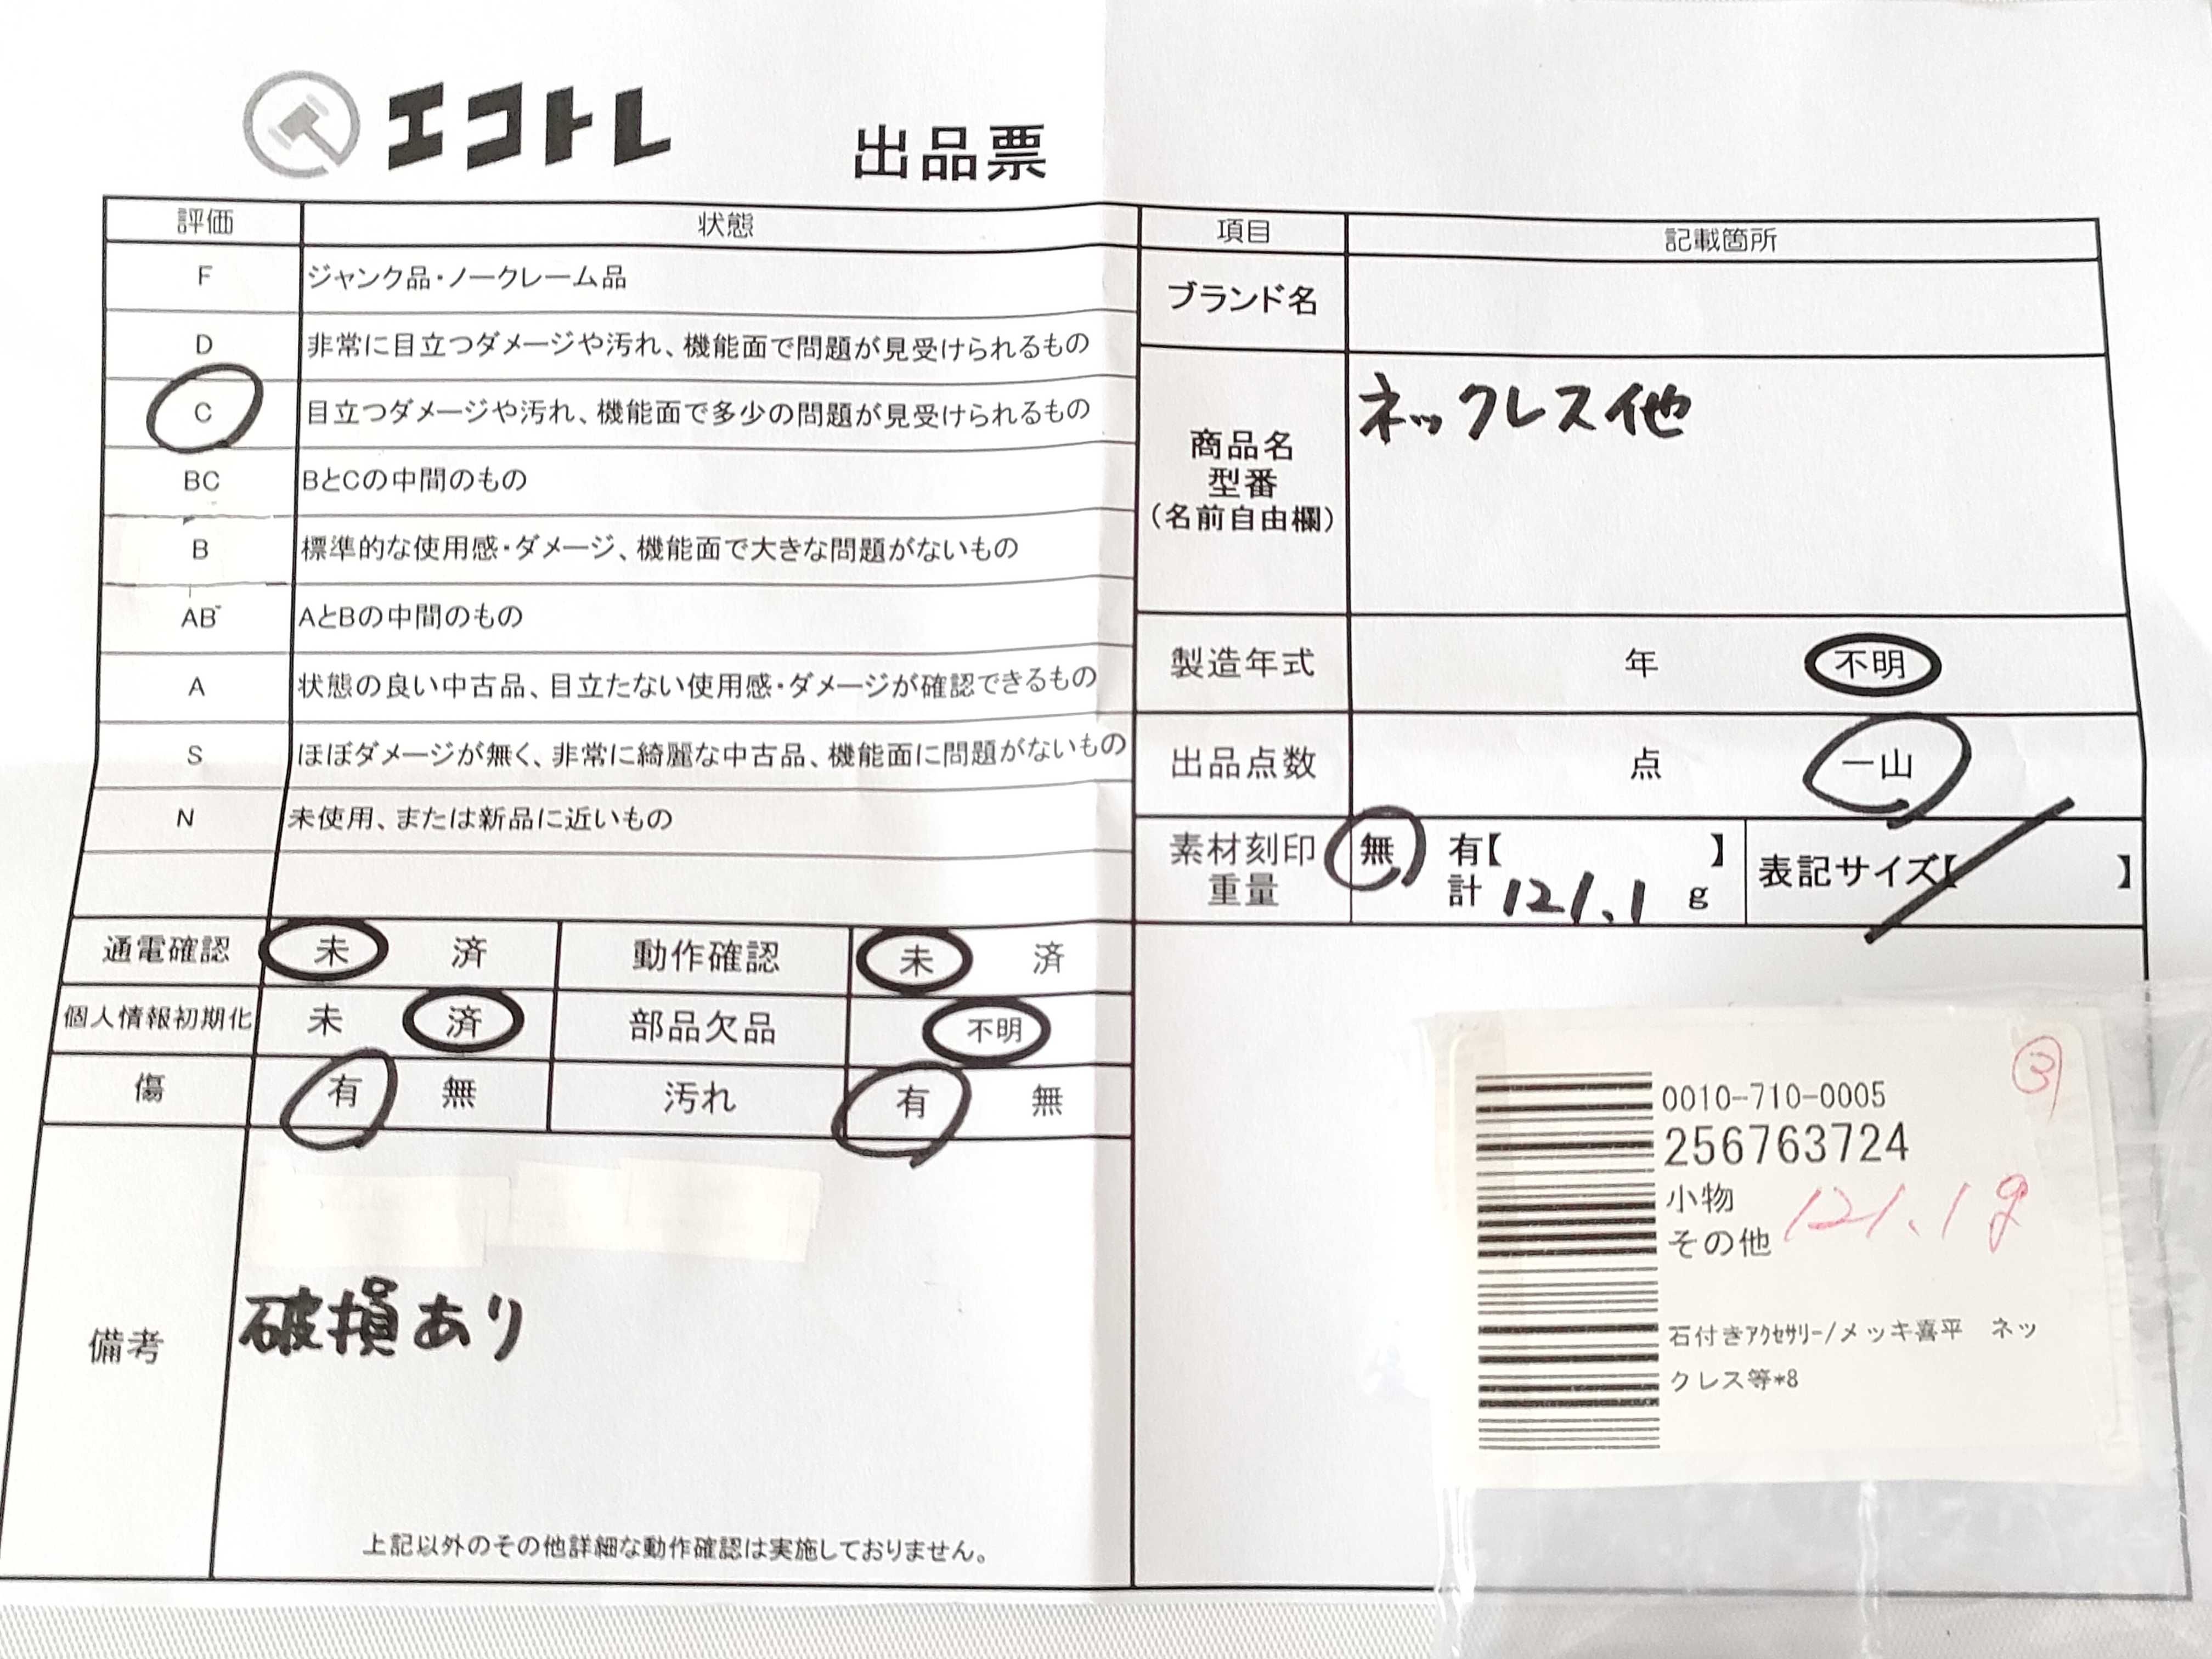 エコトレ
出品票
評価 状態
F ジャンク品・ノークレーム品
D 非常に目立つダメージや汚れ、機能面で問題が見受けられるもの
C 目立つダメージや汚れ、機能面で多少の問題が見受けられるもの
BC BとCの中間のもの
B 標準的な使用感・ダメージ、機能面で大きな問題がないもの
AB AとBの中間のもの
A 状態の良い中古品、目立たない使用感・ダメージが確認できるもの
S ほぼダメージが無く、非常に綺麗な中古品、機能面に問題がないもの
N 未使用、または新品に近いもの
通電確認 未 済 動作確認 未 済
個人情報初期化 未 済 部品欠品 不明
傷 有 無 汚れ 有 無
備考
破損あり
上記以外のその他詳細な動作確認は実施しておりません。
項目 記載箇所
ブランド名
商品名
型番
(名前自由欄)
ネックレス他
製造年式 年 不明
出品点数 点 一山
素材刻印 無 有【 】
重量 計 121.1 g
表記サイズ【 】
③
0010-710-0005
256763724
小物
その他
121.1g
石付きｱｸｾｻﾘｰ/メッキ喜平 ネッ
クレス等*8